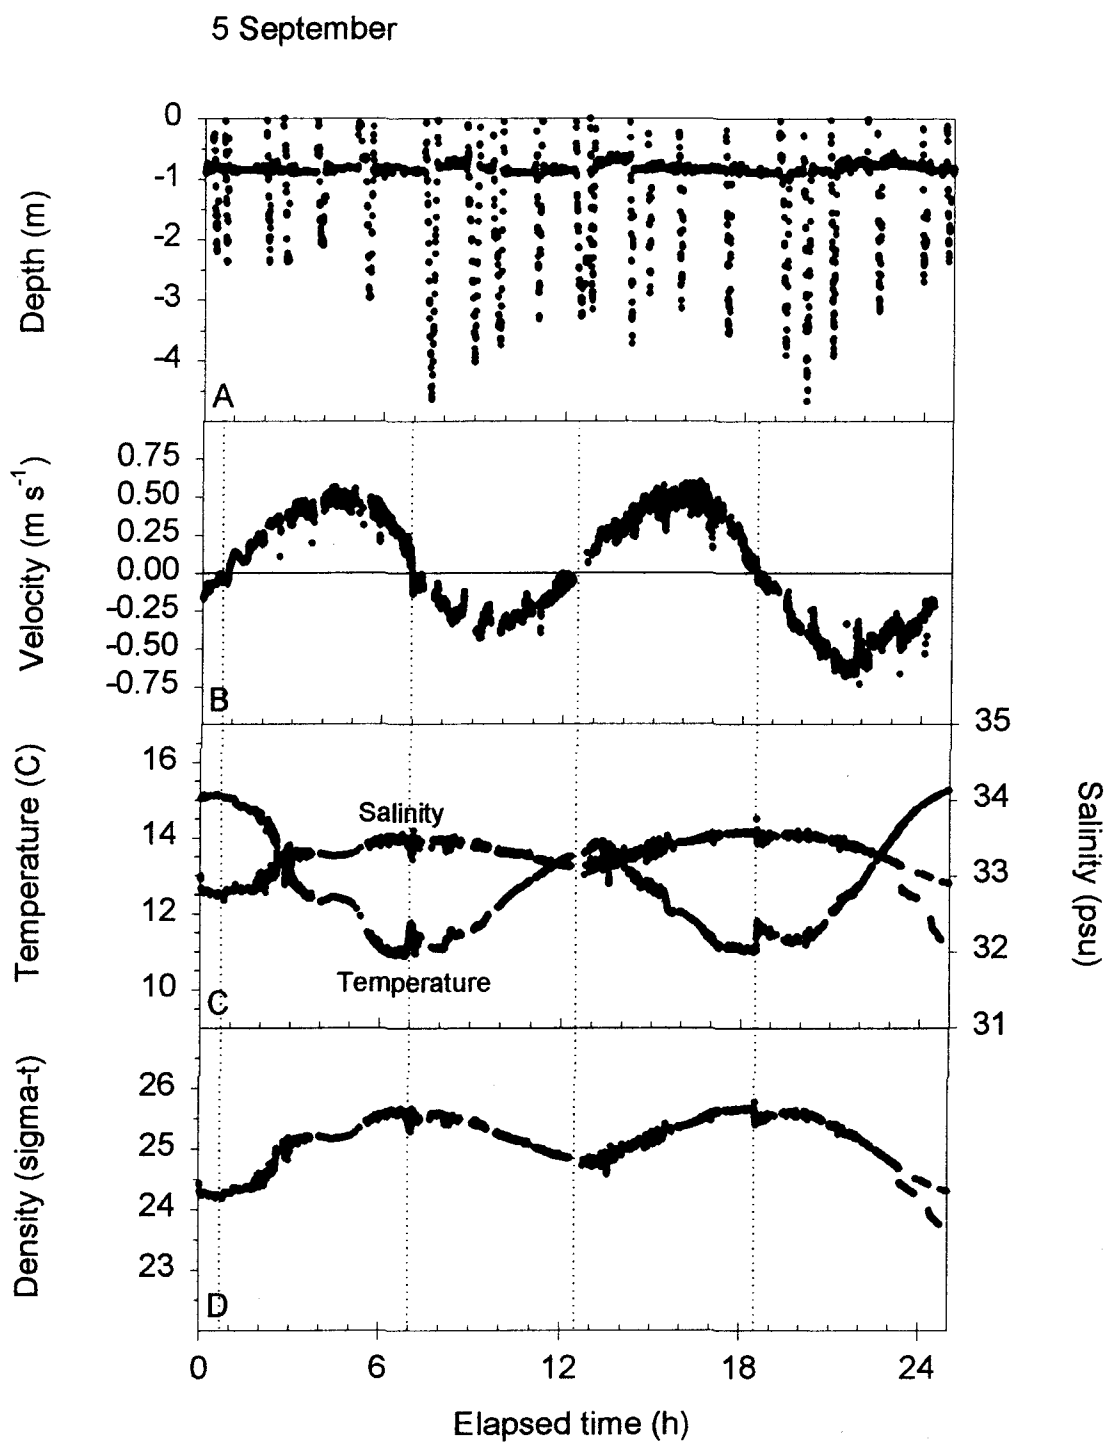 5 September
Depth (m)
0
-1
-2
-3
-4
A
Velocity (m s-1)
0.75
0.50
0.25
0.00
-0.25
-0.50
-0.75
B
Temperature (C)
16
14
12
10
Salinity
Temperature
C
35
34
33
32
31
Salinity (psu)
Density (sigma-t)
26
25
24
23
D
0 6 12 18 24
Elapsed time (h)